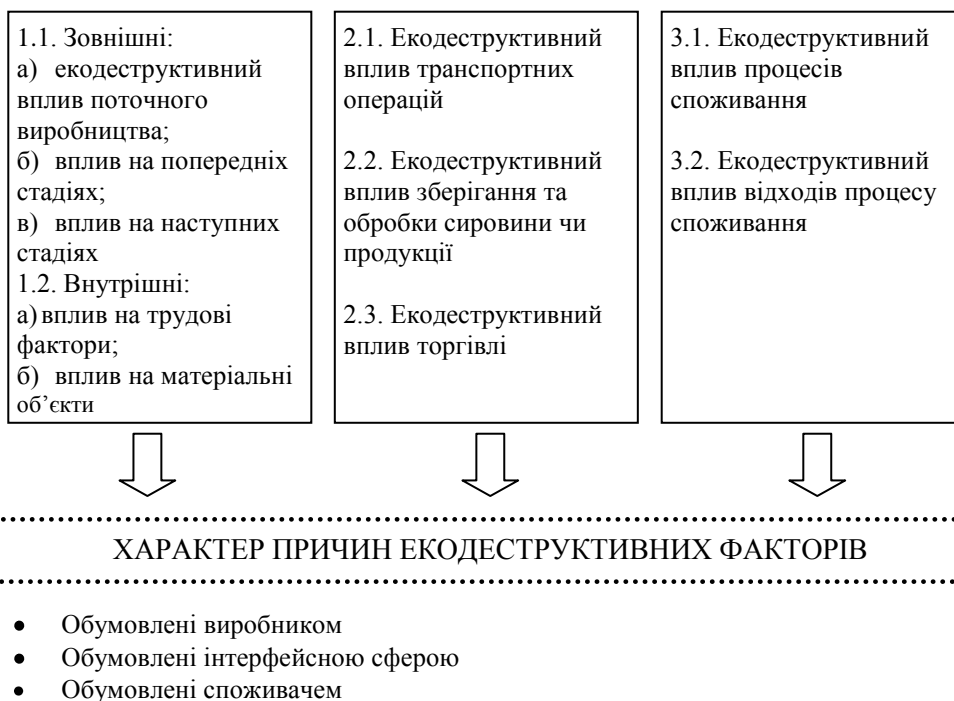 1.1. Зовнішні:
а) екодеструктивний
вплив поточного
виробництва;
б) вплив на попередніх
стадіях;
в) вплив на наступних
стадіях
1.2. Внутрішні:
а) вплив на трудові
фактори;
б) вплив на матеріальні
об’єкти
2.1. Екодеструктивний
вплив транспортних
операцій
2.2. Екодеструктивний
вплив зберігання та
обробки сировини чи
продукції
2.3. Екодеструктивний
вплив торгівлі
3.1. Екодеструктивний
вплив процесів
споживання
3.2. Екодеструктивний
вплив відходів процесу
споживання
ХАРАКТЕР ПРИЧИН ЕКОДЕСТРУКТИВНИХ ФАКТОРІВ
• Обумовлені виробником
• Обумовлені інтерфейсною сферою
• Обумовлені споживачем